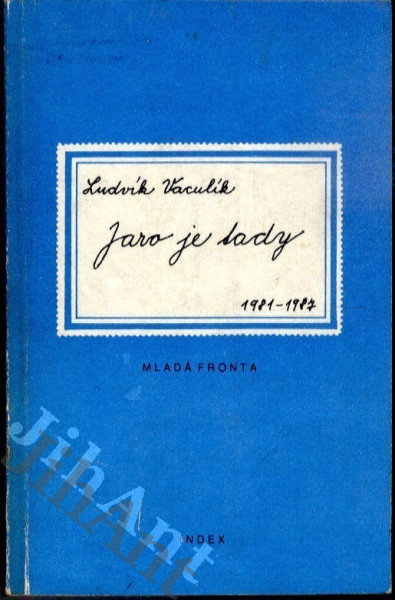 Ludvík Vaculík
Jaro je tady
1981-1987
MLADÁ FRONTA
JihAnt
NDEX